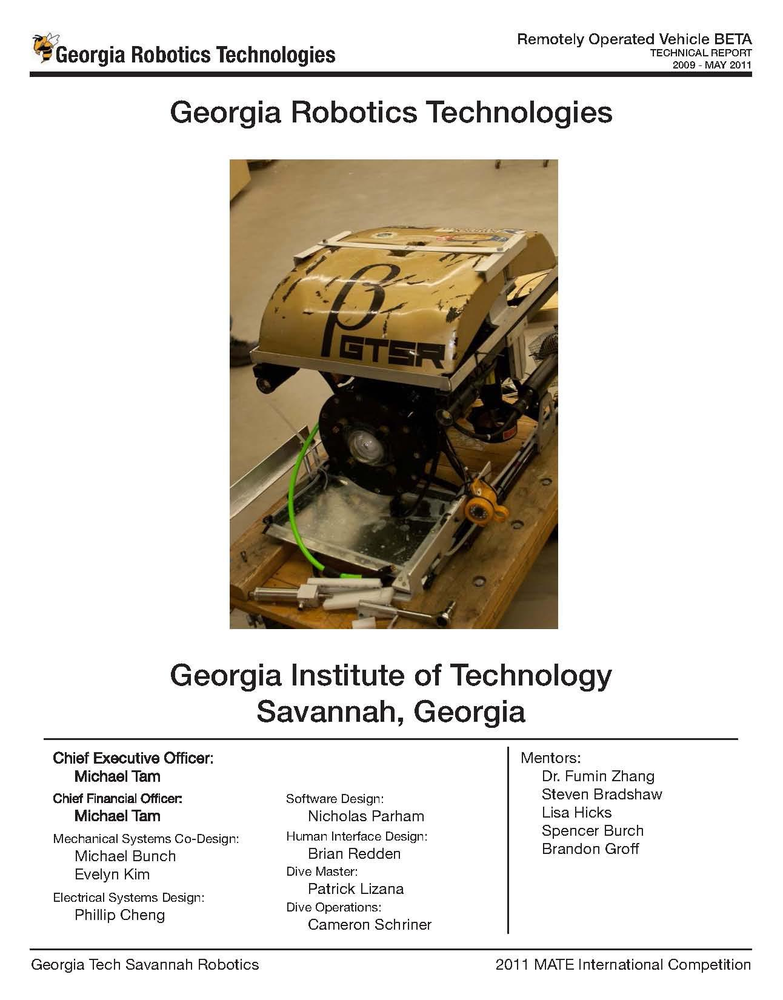 Georgia Robotics Technologies
Remotely Operated Vehicle BETA
TECHNICAL REPORT
2009 - MAY 2011
Georgia Robotics Technologies
β
GTSR
Georgia Institute of Technology
Savannah, Georgia
Chief Executive Officer:
Michael Tam
Chief Financial Officer:
Michael Tam
Mechanical Systems Co-Design:
Michael Bunch
Evelyn Kim
Electrical Systems Design:
Phillip Cheng
Software Design:
Nicholas Parham
Human Interface Design:
Brian Redden
Dive Master:
Patrick Lizana
Dive Operations:
Cameron Schriner
Mentors:
Dr. Fumin Zhang
Steven Bradshaw
Lisa Hicks
Spencer Burch
Brandon Groff
Georgia Tech Savannah Robotics
2011 MATE International Competition